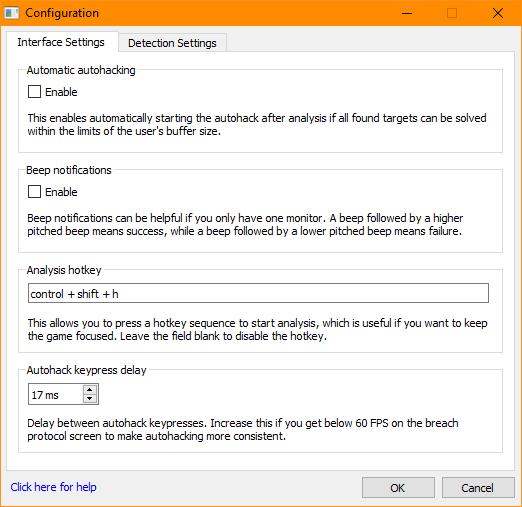 Configuration
Interface Settings
Detection Settings
Automatic autohacking
Enable
This enables automatically starting the autohack after analysis if all found targets can be solved
within the limits of the user's buffer size.
Beep notifications
Enable
Beep notifications can be helpful if you only have one monitor. A beep followed by a higher
pitched beep means success, while a beep followed by a lower pitched beep means failure.
Analysis hotkey
control + shift + h
This allows you to press a hotkey sequence to start analysis, which is useful if you want to keep
the game focused. Leave the field blank to disable the hotkey.
Autohack keypress delay
17 ms
Delay between autohack keypresses. Increase this if you get below 60 FPS on the breach
protocol screen to make autohacking more consistent.
Click here for help
OK
Cancel